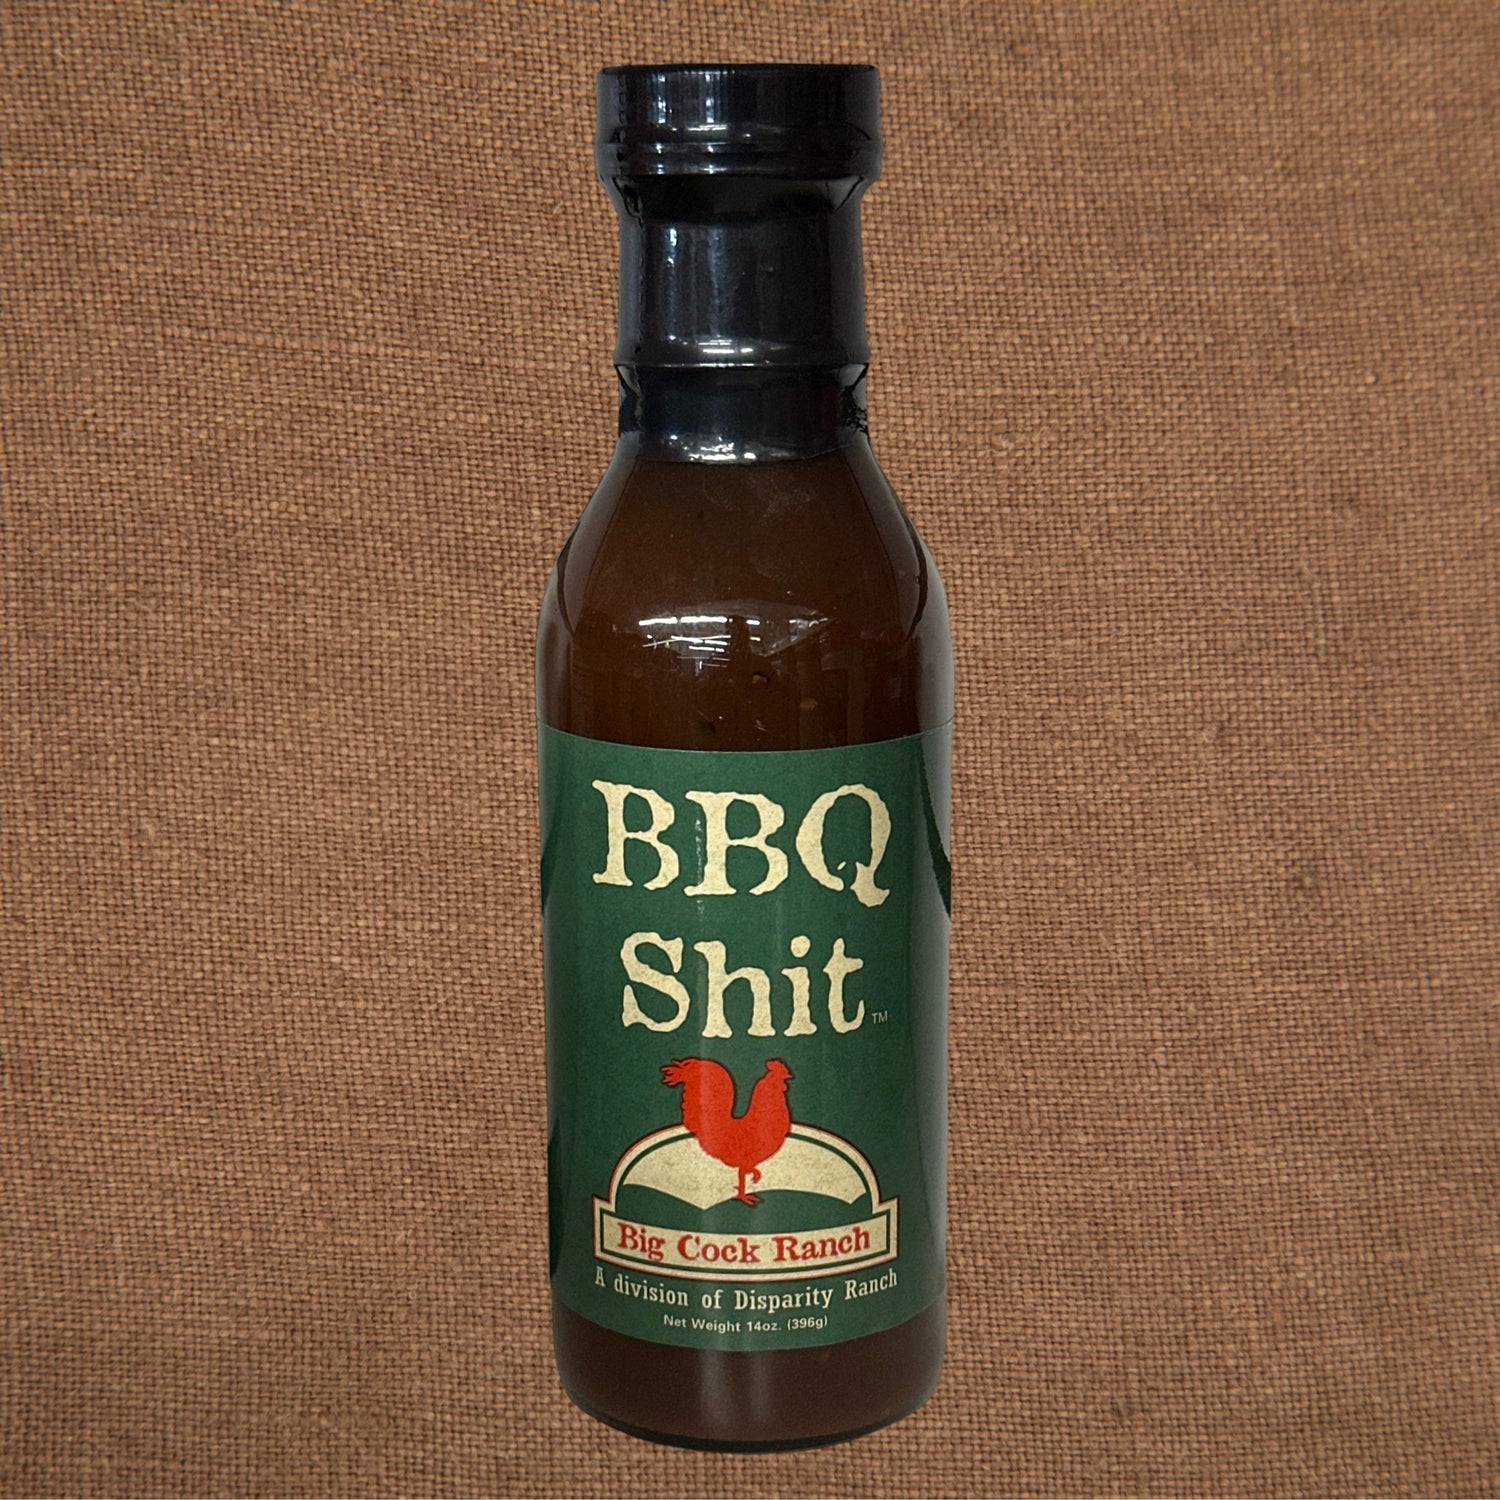 BBQ
Shit™
Big Cock Ranch
A division of Disparity Ranch
Net Weight 14oz. (396g)